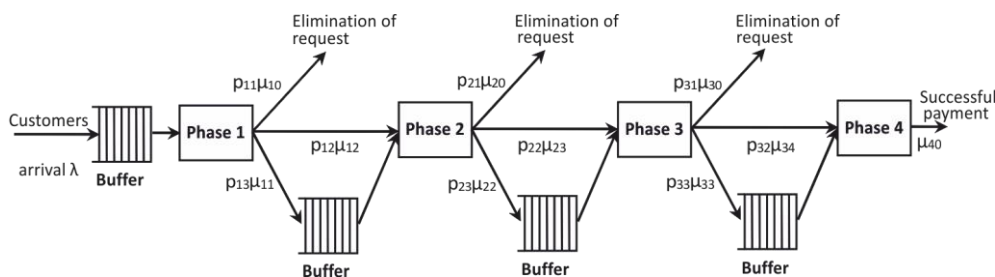 Elimination of
request
Elimination of
request
Elimination of
request
p₁₁μ₁₀
p₂₁μ₂₀
p₃₁μ₃₀
Customers
Phase 1
Phase 2
Phase 3
Phase 4
Successful
payment
arrival λ
Buffer
p₁₂μ₁₂
p₂₂μ₂₃
p₃₂μ₃₄
μ₄₀
p₁₃μ₁₁
p₂₃μ₂₂
p₃₃μ₃₃
Buffer
Buffer
Buffer